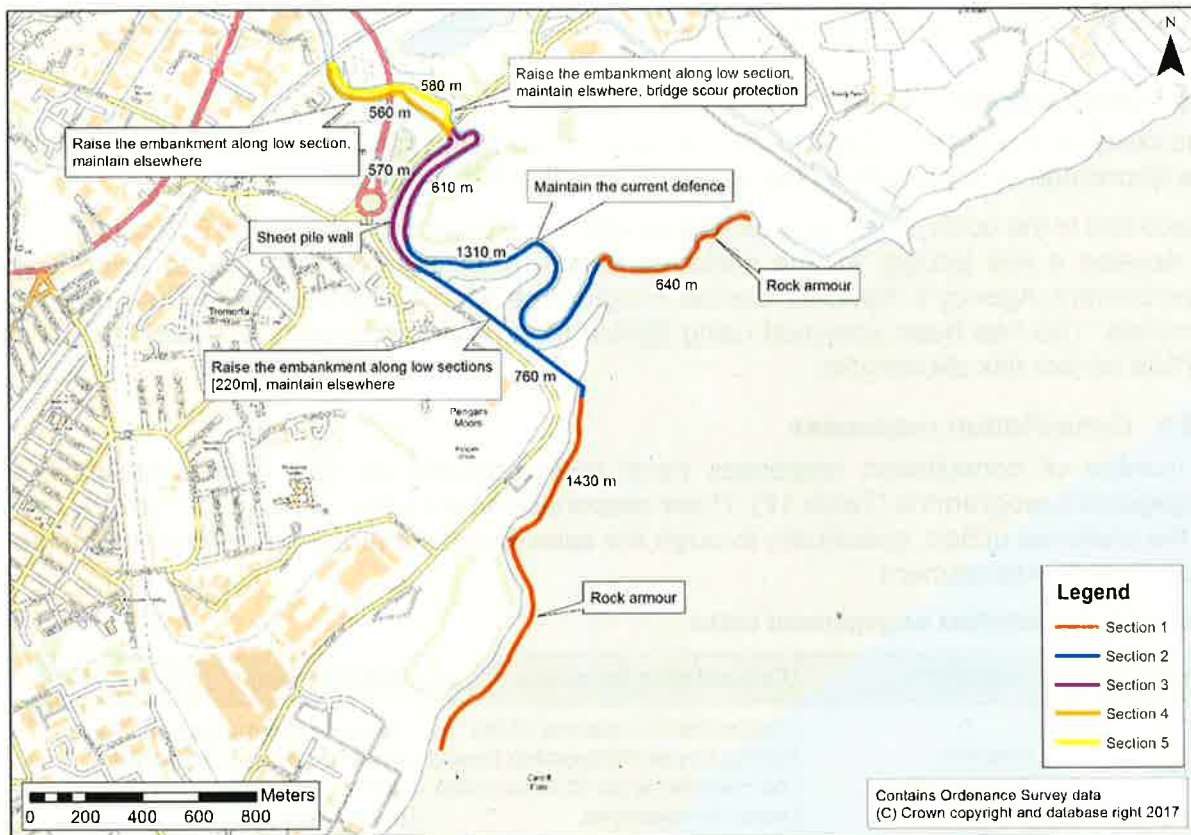 N
580 m
Raise the embankment along low section,
maintain elswhere, bridge scour protection
560 m
Raise the embankment along low section,
maintain elsewhere
570 m
610 m
Maintain the current defence
Sheet pile wall
1310 m
640 m
Rock armour
Tremorfa
Raise the embankment along low sections
[220m], maintain elsewhere
760 m
Pengam
Moors
1430 m
Rock armour
Legend
Section 1
Section 2
Section 3
Section 4
Section 5
Meters
0 200 400 600 800
Contains Ordenance Survey data
(C) Crown copyright and database right 2017